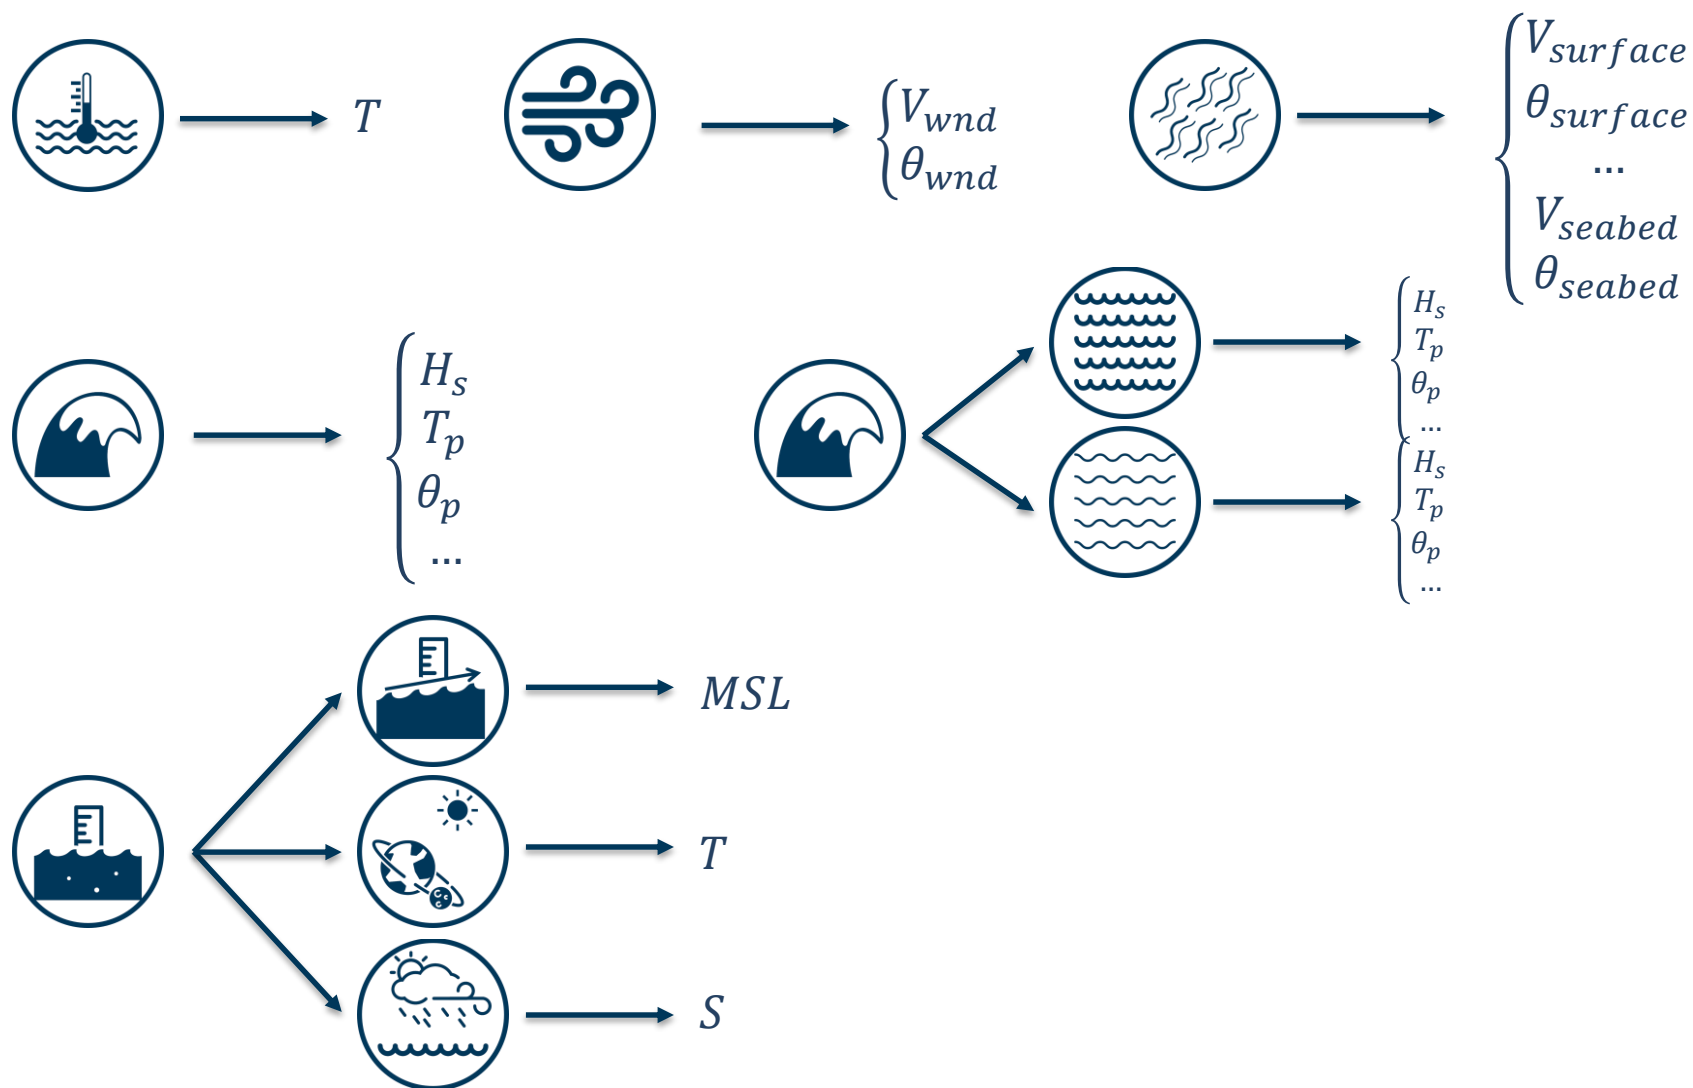 T
V_wnd
θ_wnd
V_surface
θ_surface
...
V_seabed
θ_seabed
H_s
T_p
θ_p
...
H_s
T_p
θ_p
...
H_s
T_p
θ_p
...
MSL
T
S